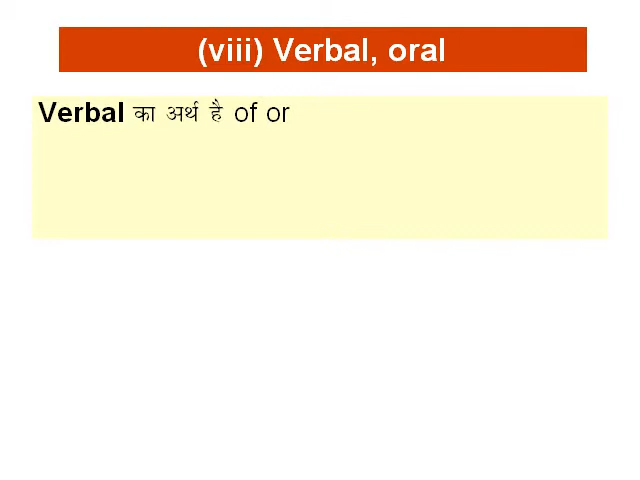 (viii) Verbal, oral
Verbal का अर्थ है of or